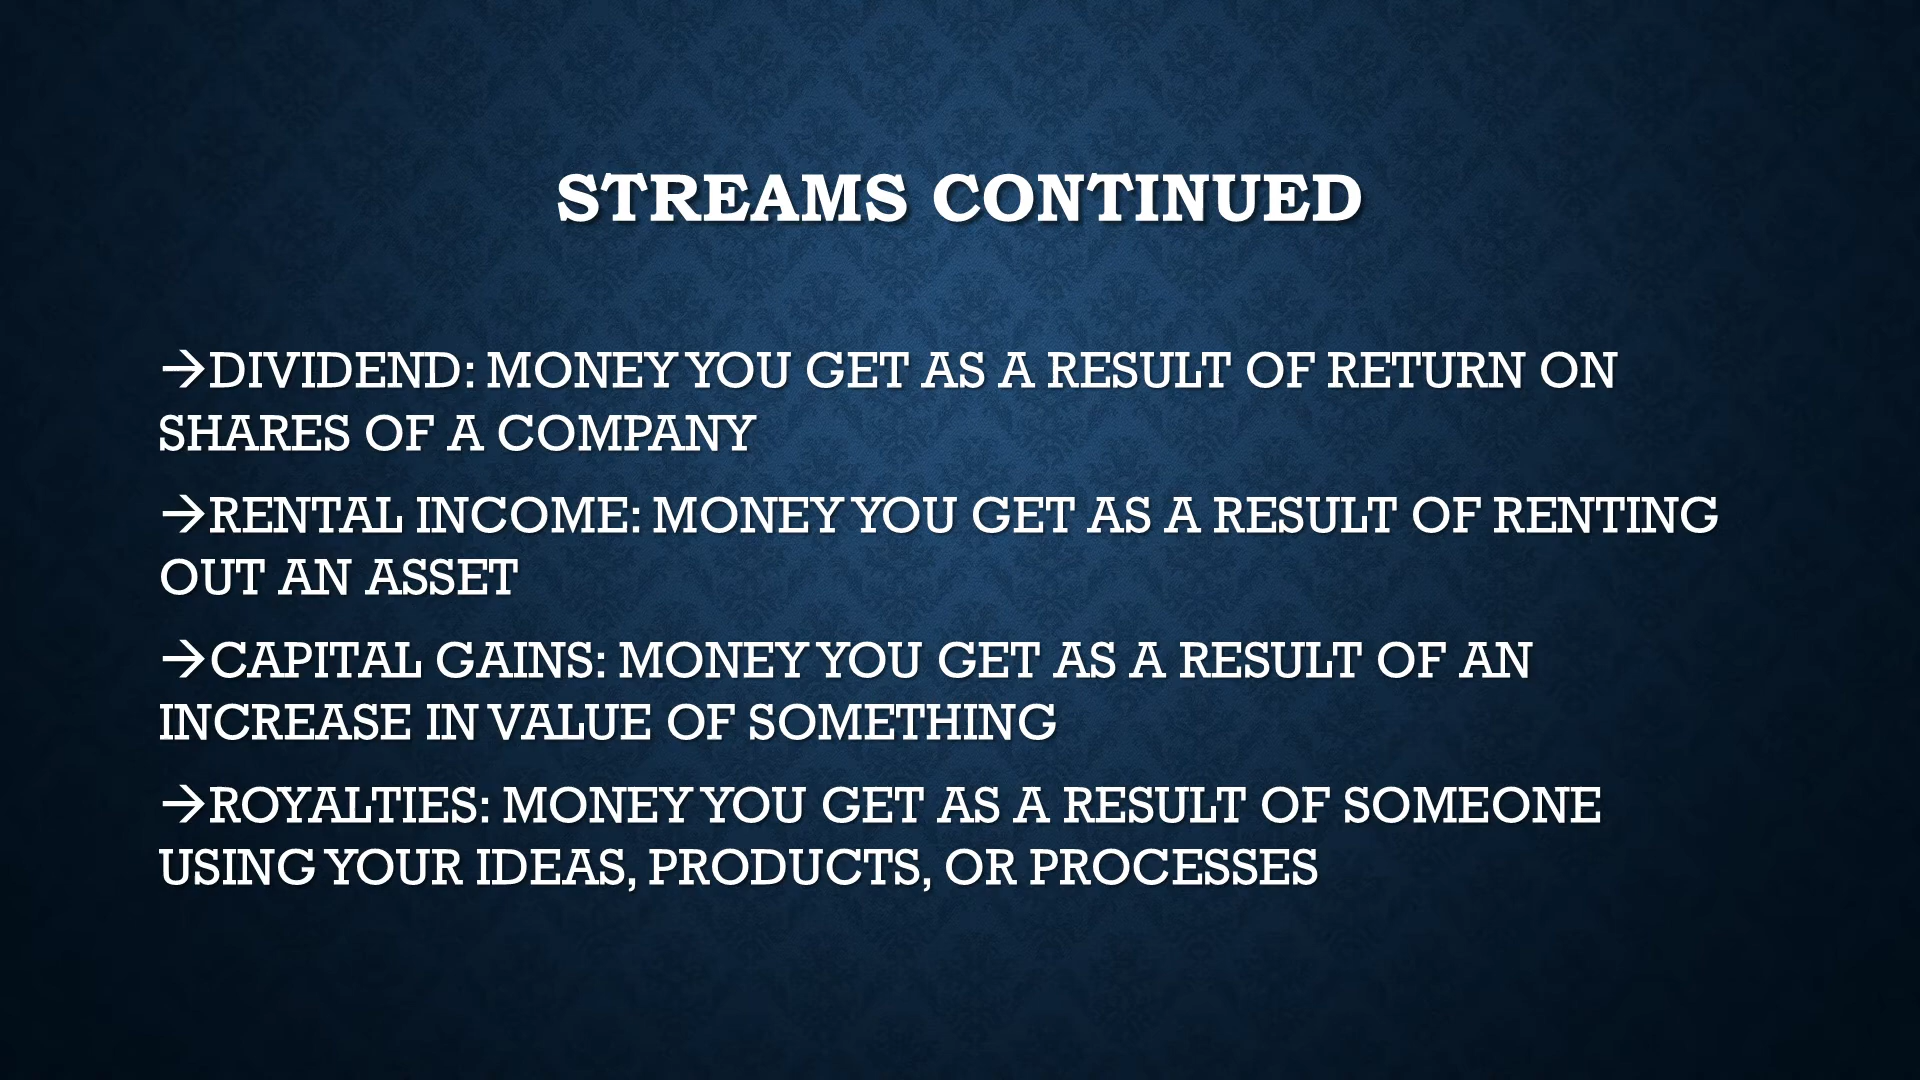 STREAMS CONTINUED
→DIVIDEND: MONEY YOU GET AS A RESULT OF RETURN ON
SHARES OF A COMPANY
→RENTAL INCOME: MONEY YOU GET AS A RESULT OF RENTING
OUT AN ASSET
→CAPITAL GAINS: MONEY YOU GET AS A RESULT OF AN
INCREASE IN VALUE OF SOMETHING
→ROYALTIES: MONEY YOU GET AS A RESULT OF SOMEONE
USING YOUR IDEAS, PRODUCTS, OR PROCESSES